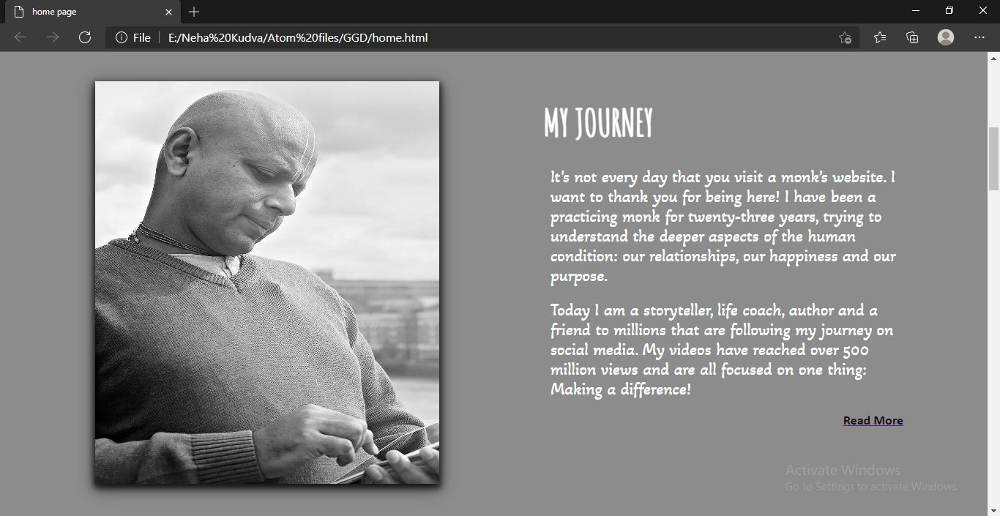 home page
File
E:/Neha%20Kudva/Atom%20files/GGD/home.html
MY JOURNEY
It's not every day that you visit a monk’s website. I
want to thank you for being here! I have been a
practicing monk for twenty-three years, trying to
understand the deeper aspects of the human
condition: our relationships, our happiness and our
purpose.
Today I am a storyteller, life coach, author and a
friend to millions that are following my journey on
social media. My videos have reached over 500
million views and are all focused on one thing:
Making a difference!
Read More
Activate Windows
Go to Settings to activate Windows.